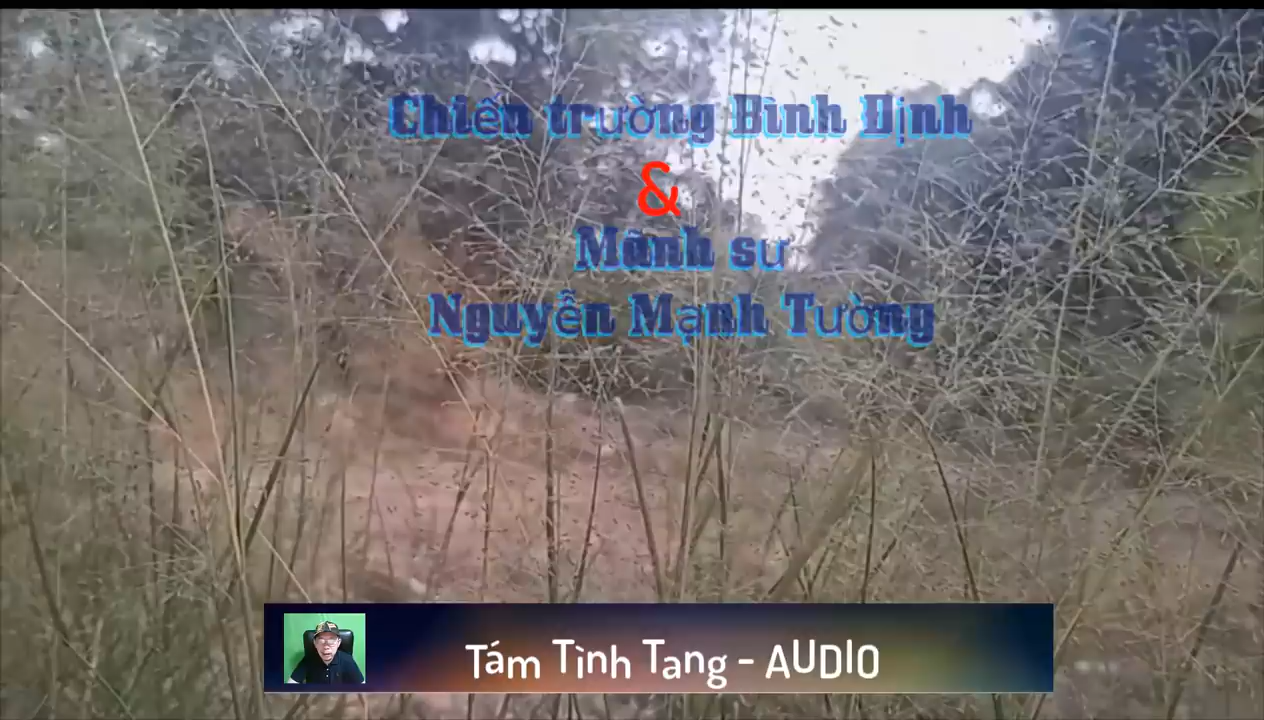 Chiến trường Bình Định
&
Mãnh sư
Nguyễn Mạnh Tường
Tám Tình Tang - AUDIO